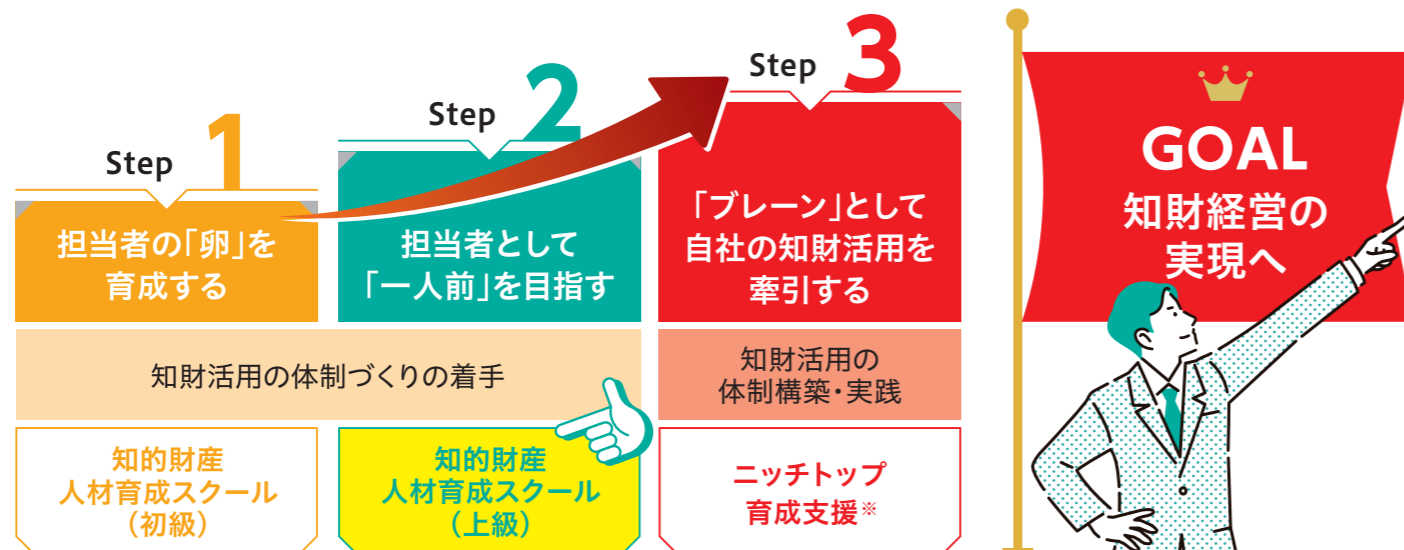 Step 1
担当者の「卵」を
育成する
Step 2
担当者として
「一人前」を目指す
Step 3
「ブレーン」として
自社の知財活用を
牽引する
知財活用の体制づくりの着手
知財活用の
体制構築・実践
知的財産
人材育成スクール
（初級）
知的財産
人材育成スクール
（上級）
ニッチトップ
育成支援※
GOAL
知財経営の
実現へ